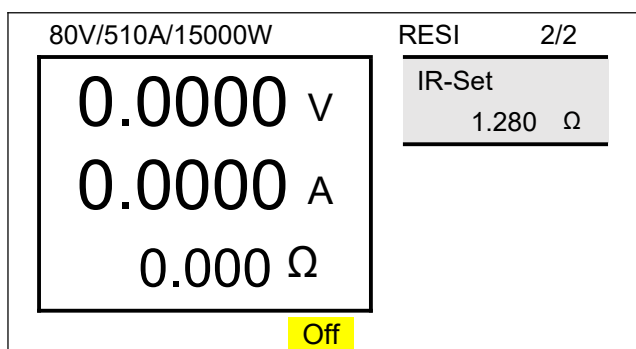 80V/510A/15000W RESI 2/2
IR-Set
1.280 Ω
0.0000 V
0.0000 A
0.000 Ω
Off